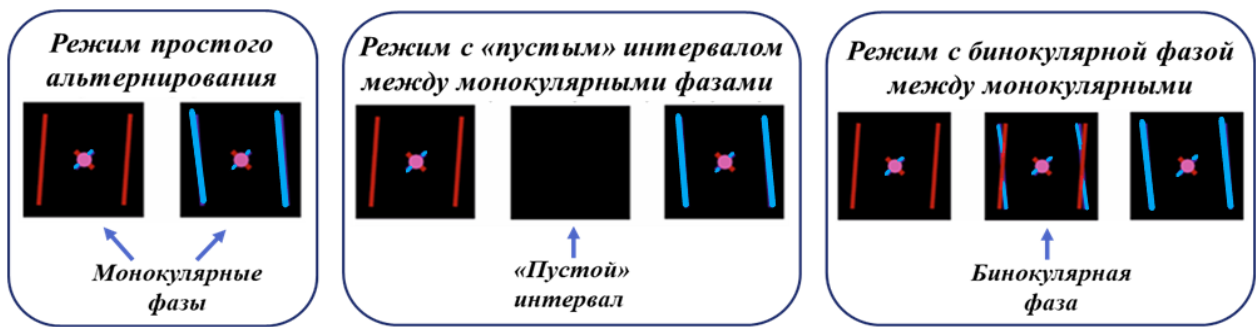 Режим простого
альтернирования
Монокулярные
фазы
Режим с «пустым» интервалом
между монокулярными фазами
«Пустой»
интервал
Режим с бинокулярной фазой
между монокулярными
Бинокулярная
фаза